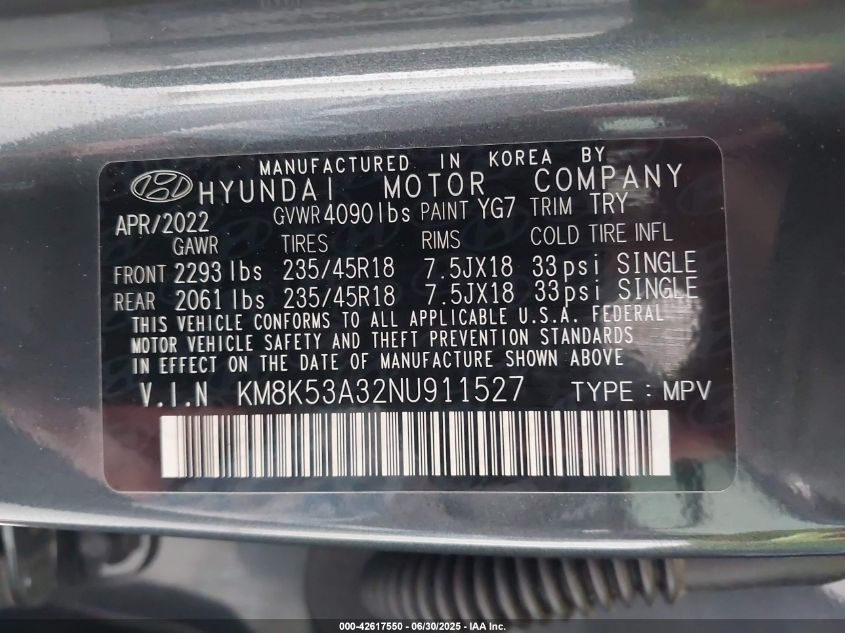 MANUFACTURED IN KOREA BY
HYUNDAI MOTOR COMPANY
APR/2022 GVWR 4090lbs PAINT YG7 TRIM TRY
GAWR TIRES RIMS COLD TIRE INFL
FRONT 2293 lbs 235/45R18 7.5JX18 33psi SINGLE
REAR 2061 lbs 235/45R18 7.5JX18 33psi SINGLE
THIS VEHICLE CONFORMS TO ALL APPLICABLE U.S.A. FEDERAL
MOTOR VEHICLE SAFETY AND THEFT PREVENTION STANDARDS
IN EFFECT ON THE DATE OF MANUFACTURE SHOWN ABOVE
V.I.N KM8K53A32NU911527 TYPE : MPV
000-42617550 - 06/30/2025 - IAA Inc.